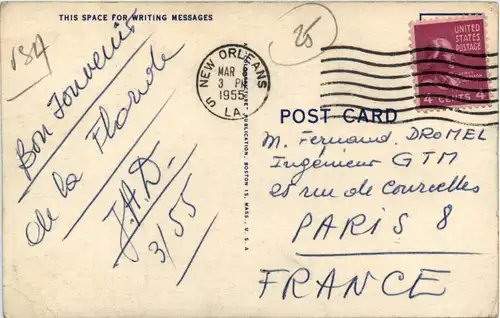 THIS SPACE FOR WRITING MESSAGES
25
Bon Souvenir
de la Floride
J.A.D.
3/55
NEW ORLEANS
MAR
3 PM
1955
5
LA.
UNITED
STATES
POSTAGE
4 CENTS 4
POST CARD
M. Fernand. DROMEL
Ingénieur GTM
25 rue de Courcelles
PARIS 8
FRANCE
PUBLICATION, BOSTON 15, MASS., U. S. A.